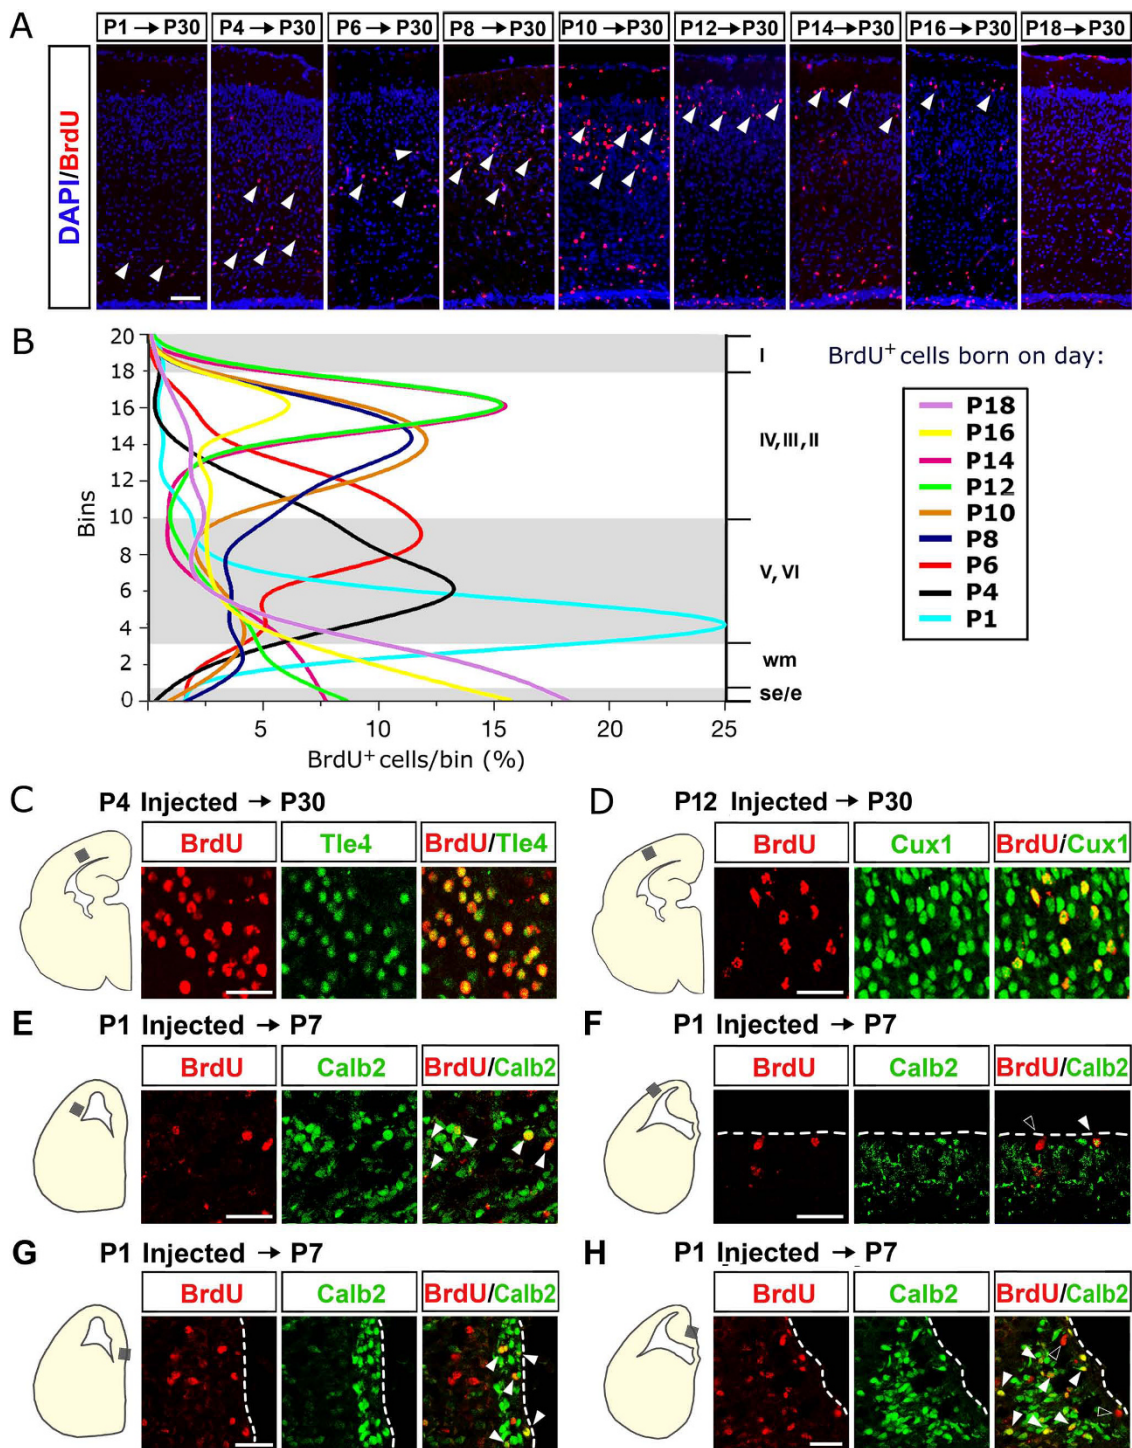 A
P1 → P30
P4 → P30
P6 → P30
P8 → P30
P10 → P30
P12→P30
P14→P30
P16→P30
P18→P30
DAPI/BrdU
B
20
18
16
14
12
10
8
6
4
2
0
Bins
5
10
15
20
25
BrdU+ cells/bin (%)
I
IV, III, II
V, VI
wm
se/e
BrdU+ cells born on day:
P18
P16
P14
P12
P10
P8
P6
P4
P1
C
P4 Injected → P30
BrdU
Tle4
BrdU/Tle4
D
P12 Injected → P30
BrdU
Cux1
BrdU/Cux1
E
P1 Injected → P7
BrdU
Calb2
BrdU/Calb2
F
P1 Injected → P7
BrdU
Calb2
BrdU/Calb2
G
P1 Injected → P7
BrdU
Calb2
BrdU/Calb2
H
P1 Injected → P7
BrdU
Calb2
BrdU/Calb2